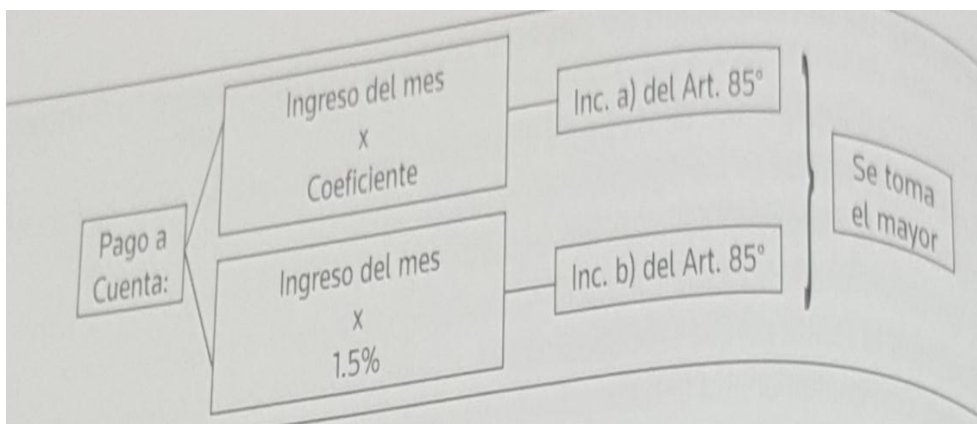 Pago a
Cuenta:
Ingreso del mes
X
Coeficiente
Inc. a) del Art. 85°
Ingreso del mes
X
1.5%
Inc. b) del Art. 85°
Se toma
el mayor